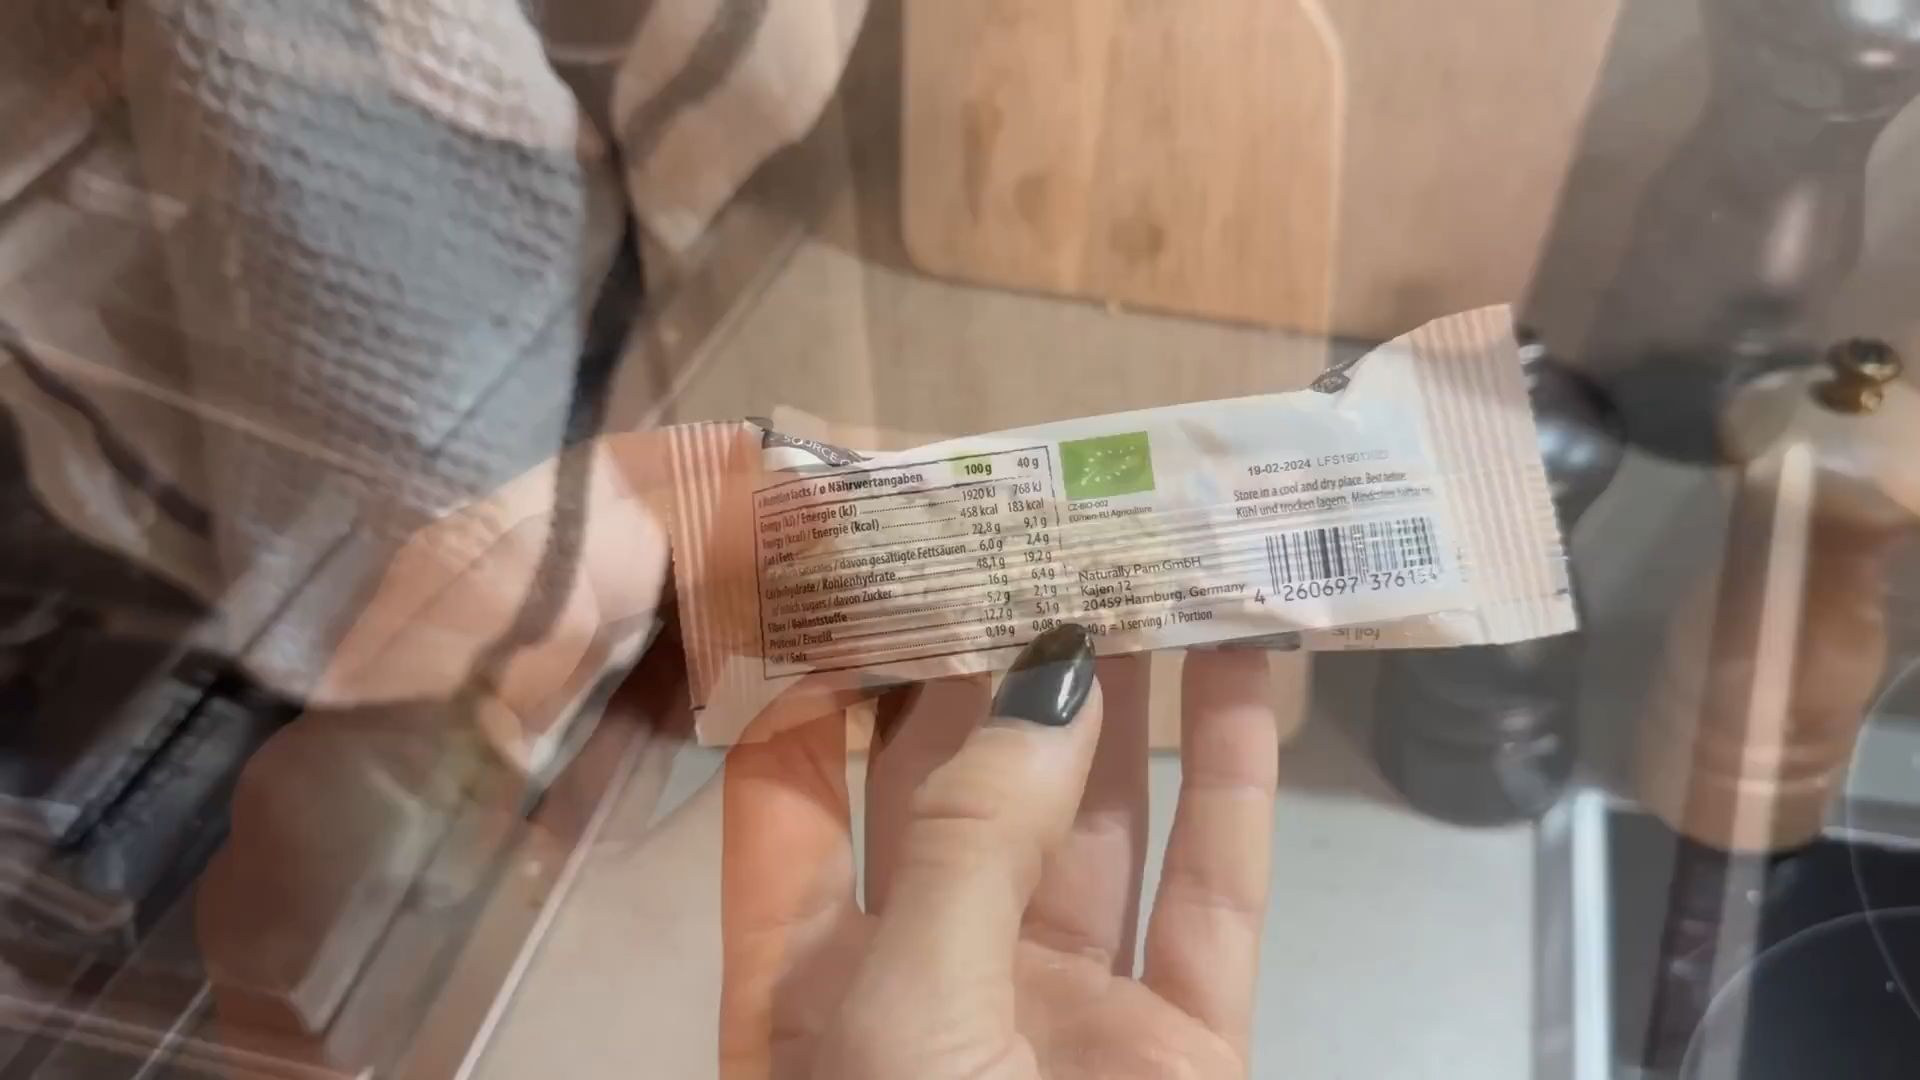 SOURCE O
Nutrition facts / ø Nährwertangaben 100g 40 g
Energy (kJ) / Energie (kJ) 1920 kJ 768 kJ
Energy (kcal) / Energie (kcal) 458 kcal 183 kcal
Fat / Fett 22,8 g 9,1 g
of which saturates / davon gesättigte Fettsäuren 6,0 g 2,4 g
Carbohydrate / Kohlenhydrate 48,1 g 19,2 g
of which sugars / davon Zucker 16 g 6,4 g
Fiber / Ballaststoffe 5,2 g 2,1 g
Protein / Eiweiß 12,7 g 5,1 g
Salt / Salz 0,19 g 0,08 g
CZ-BIO-002
EU/non-EU Agriculture
Naturally Pam GmbH
Kajen 12
20459 Hamburg, Germany
40 g = 1 serving / 1 Portion
19-02-2024
Store in a cool and dry place. Best before
Kühl und trocken lagern. Mindestens haltbar
4 260697 37615